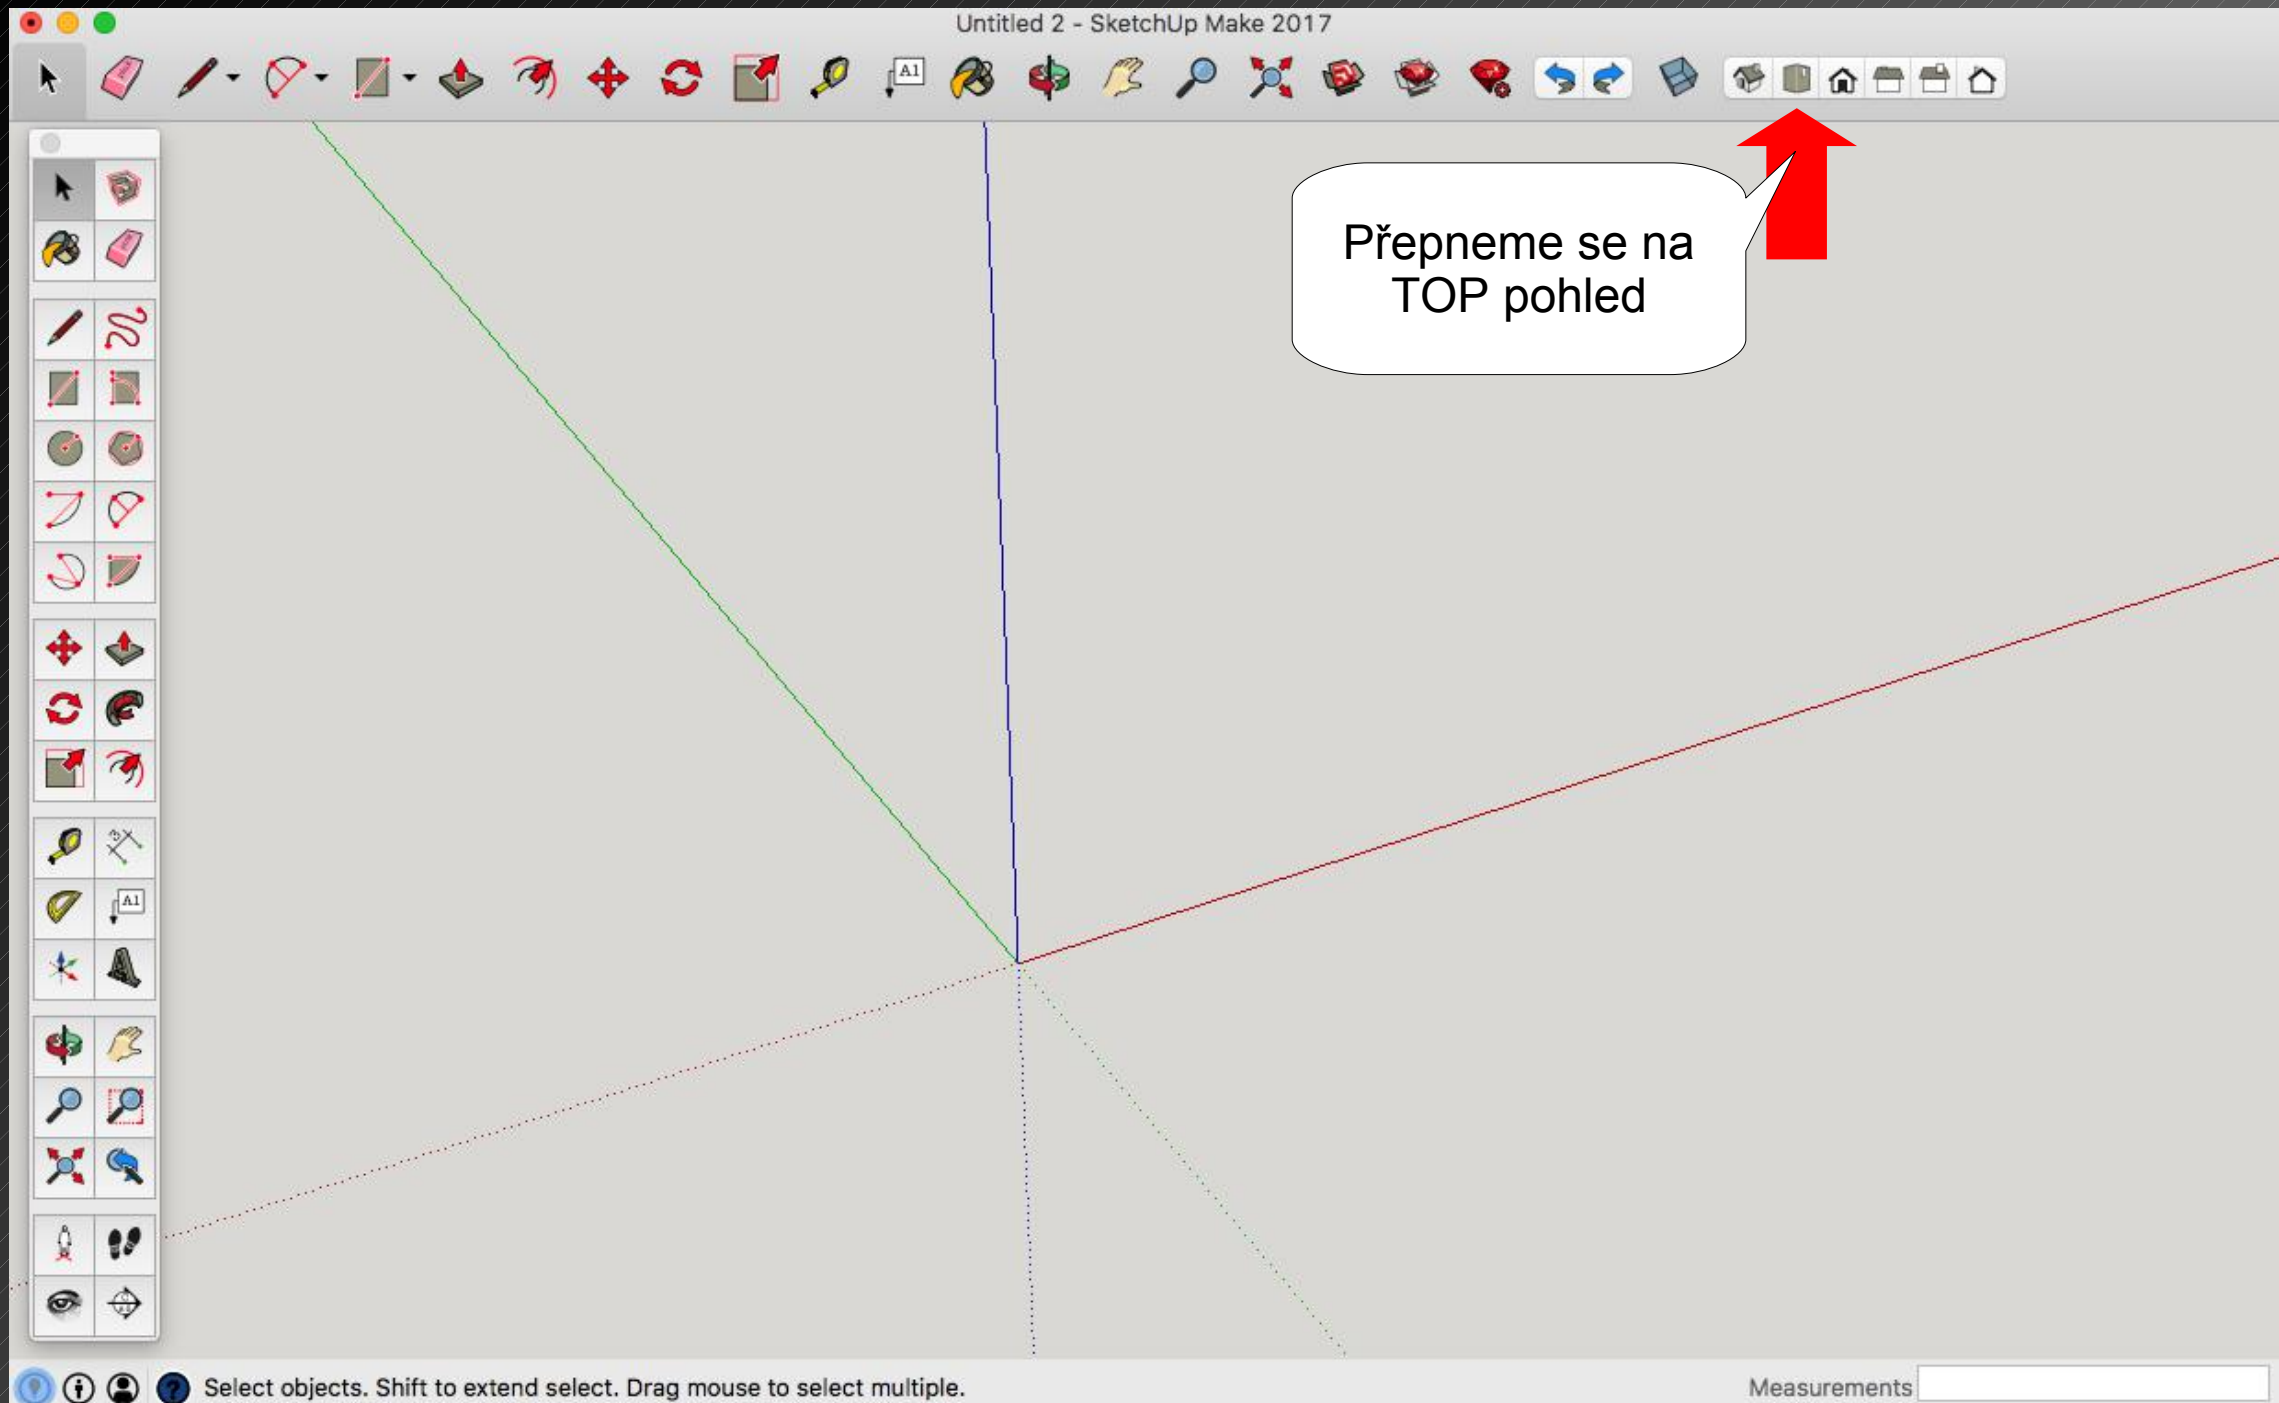 Untitled 2 - SketchUp Make 2017
A1
Přepneme se na
TOP pohled
3
A1
Select objects. Shift to extend select. Drag mouse to select multiple.
Measurements